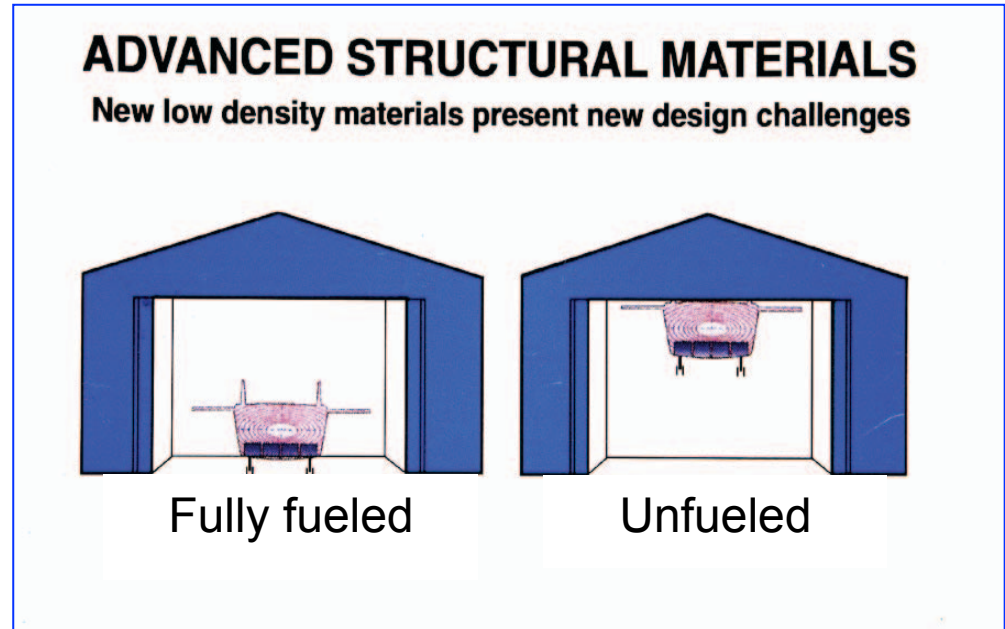 ADVANCED STRUCTURAL MATERIALS
New low density materials present new design challenges
Fully fueled
Unfueled